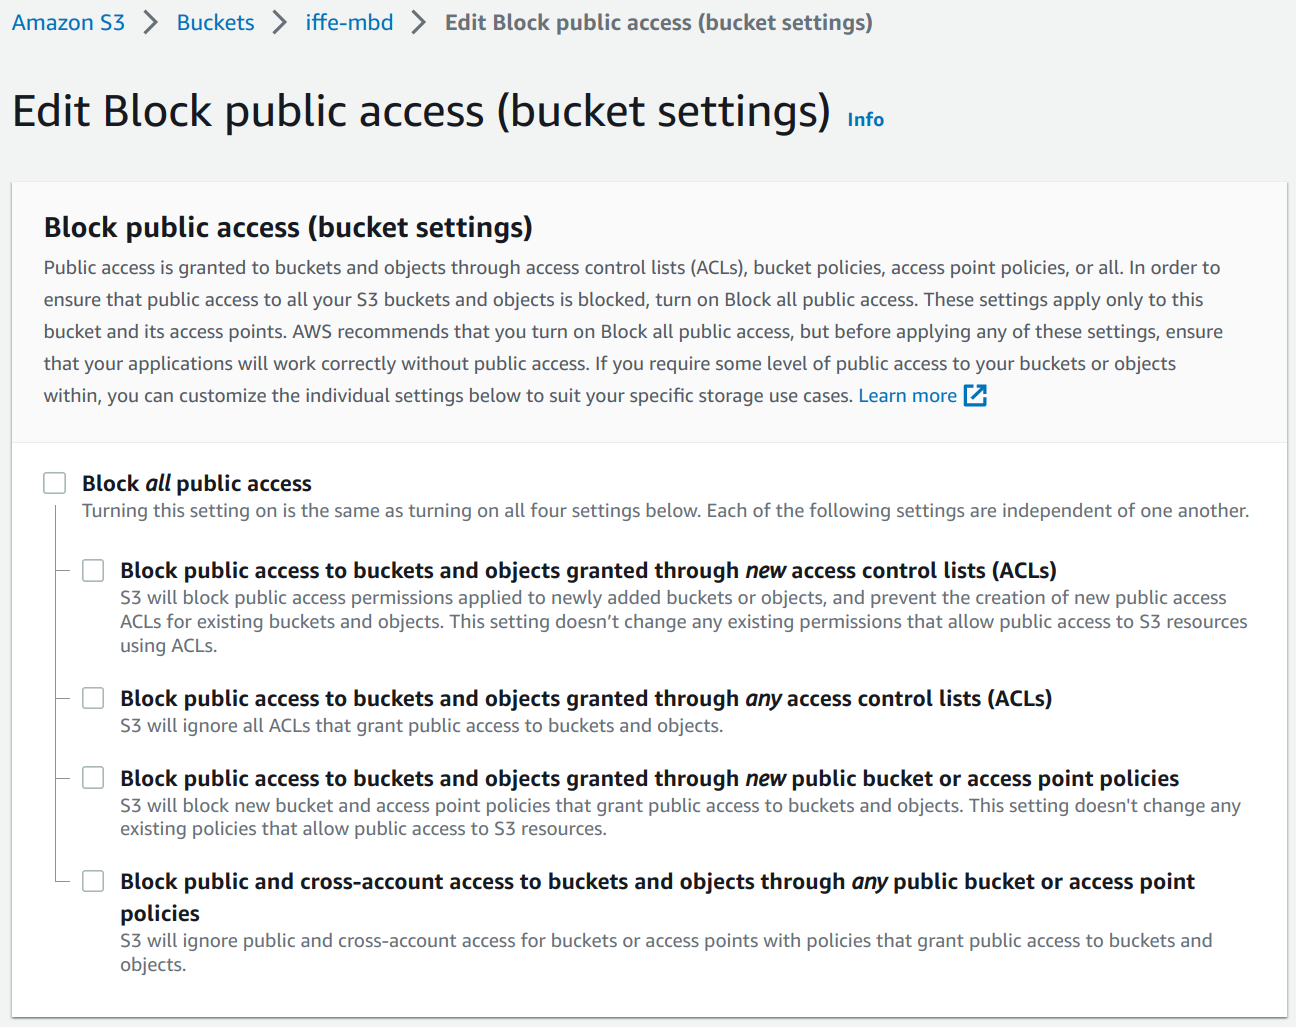 Amazon S3 > Buckets > iffe-mbd > Edit Block public access (bucket settings)
Edit Block public access (bucket settings) Info
Block public access (bucket settings)
Public access is granted to buckets and objects through access control lists (ACLs), bucket policies, access point policies, or all. In order to
ensure that public access to all your S3 buckets and objects is blocked, turn on Block all public access. These settings apply only to this
bucket and its access points. AWS recommends that you turn on Block all public access, but before applying any of these settings, ensure
that your applications will work correctly without public access. If you require some level of public access to your buckets or objects
within, you can customize the individual settings below to suit your specific storage use cases. Learn more
Block all public access
Turning this setting on is the same as turning on all four settings below. Each of the following settings are independent of one another.
Block public access to buckets and objects granted through new access control lists (ACLs)
S3 will block public access permissions applied to newly added buckets or objects, and prevent the creation of new public access
ACLs for existing buckets and objects. This setting doesn’t change any existing permissions that allow public access to S3 resources
using ACLs.
Block public access to buckets and objects granted through any access control lists (ACLs)
S3 will ignore all ACLs that grant public access to buckets and objects.
Block public access to buckets and objects granted through new public bucket or access point policies
S3 will block new bucket and access point policies that grant public access to buckets and objects. This setting doesn't change any
existing policies that allow public access to S3 resources.
Block public and cross-account access to buckets and objects through any public bucket or access point
policies
S3 will ignore public and cross-account access for buckets or access points with policies that grant public access to buckets and
objects.